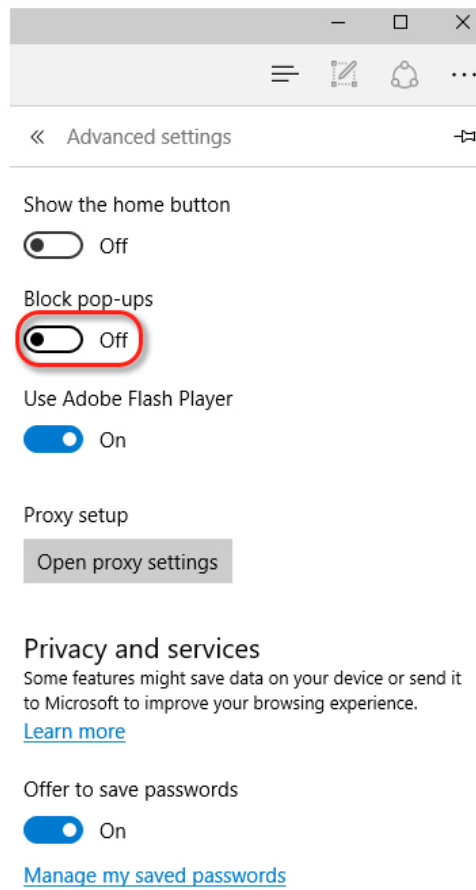 Advanced settings
Show the home button
Off
Block pop-ups
Off
Use Adobe Flash Player
On
Proxy setup
Open proxy settings
Privacy and services
Some features might save data on your device or send it
to Microsoft to improve your browsing experience.
Learn more
Offer to save passwords
On
Manage my saved passwords